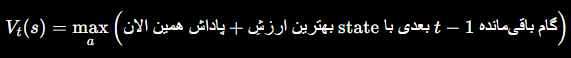 V_t(s) = max_a (پاداش همین الان + بهترین ارزشِ state بعدی با t − 1 گام باقی‌مانده)